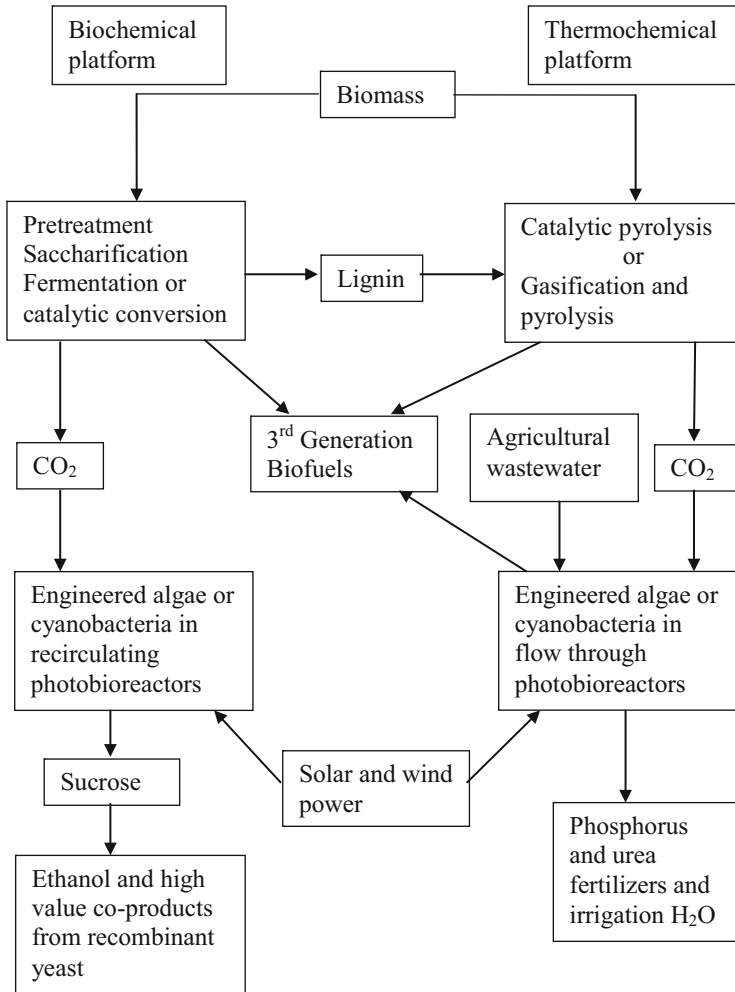 Biochemical
platform
Thermochemical
platform
Biomass
Pretreatment
Saccharification
Fermentation or
catalytic conversion
Lignin
Catalytic pyrolysis
or
Gasification and
pyrolysis
CO₂
3ʳᵈ Generation
Biofuels
Agricultural
wastewater
CO₂
Engineered algae or
cyanobacteria in
recirculating
photobioreactors
Engineered algae or
cyanobacteria in
flow through
photobioreactors
Sucrose
Solar and wind
power
Ethanol and high
value co-products
from recombinant
yeast
Phosphorus
and urea
fertilizers and
irrigation H₂O